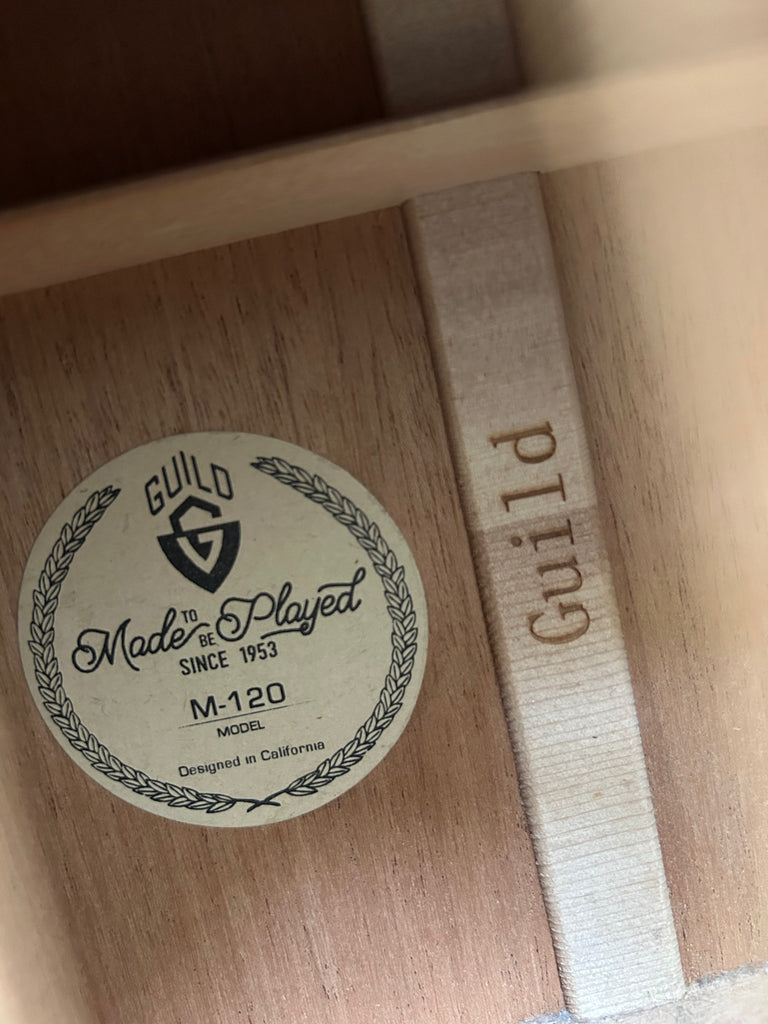 GUILD
Made TO BE Played
SINCE 1953
M-120
MODEL
Designed in California
Guild